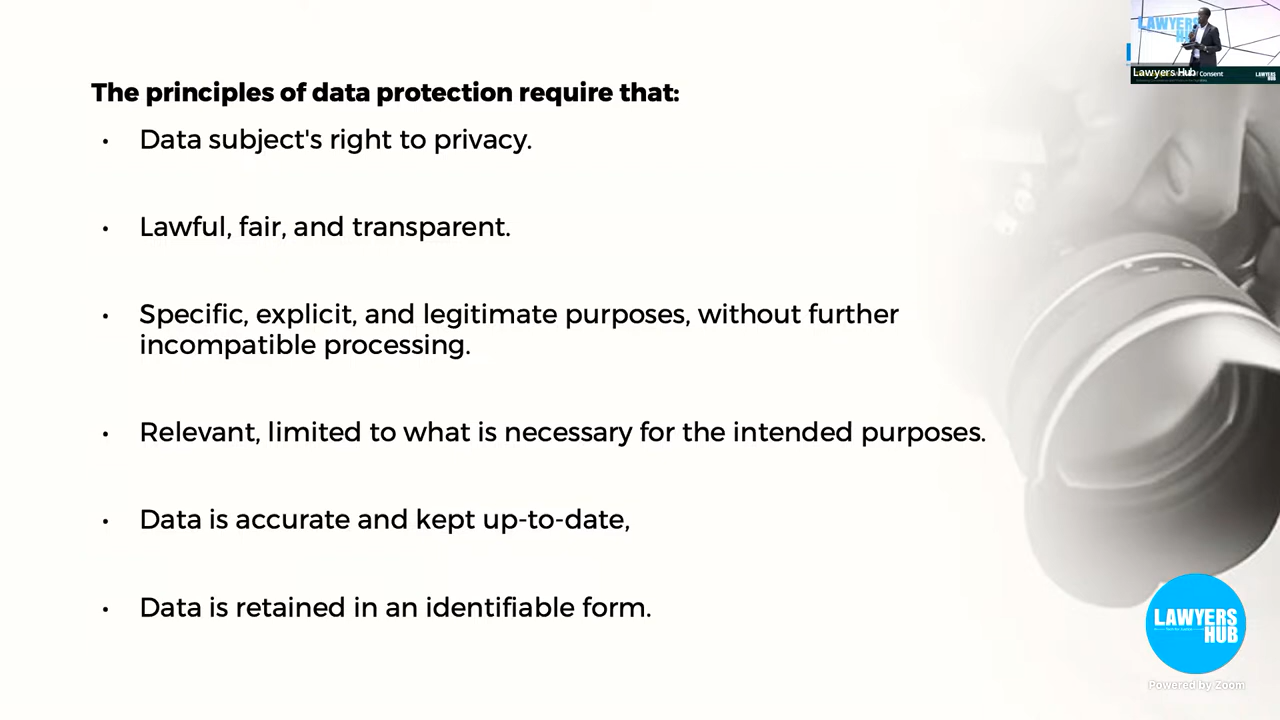 LAWYERS
HUB
Lawyers Hub
Consent
LAWYERS
HUB
The principles of data protection require that:
• Data subject's right to privacy.
• Lawful, fair, and transparent.
• Specific, explicit, and legitimate purposes, without further
incompatible processing.
• Relevant, limited to what is necessary for the intended purposes.
• Data is accurate and kept up-to-date,
• Data is retained in an identifiable form.
LAWYERS
HUB
Powered by Zoom